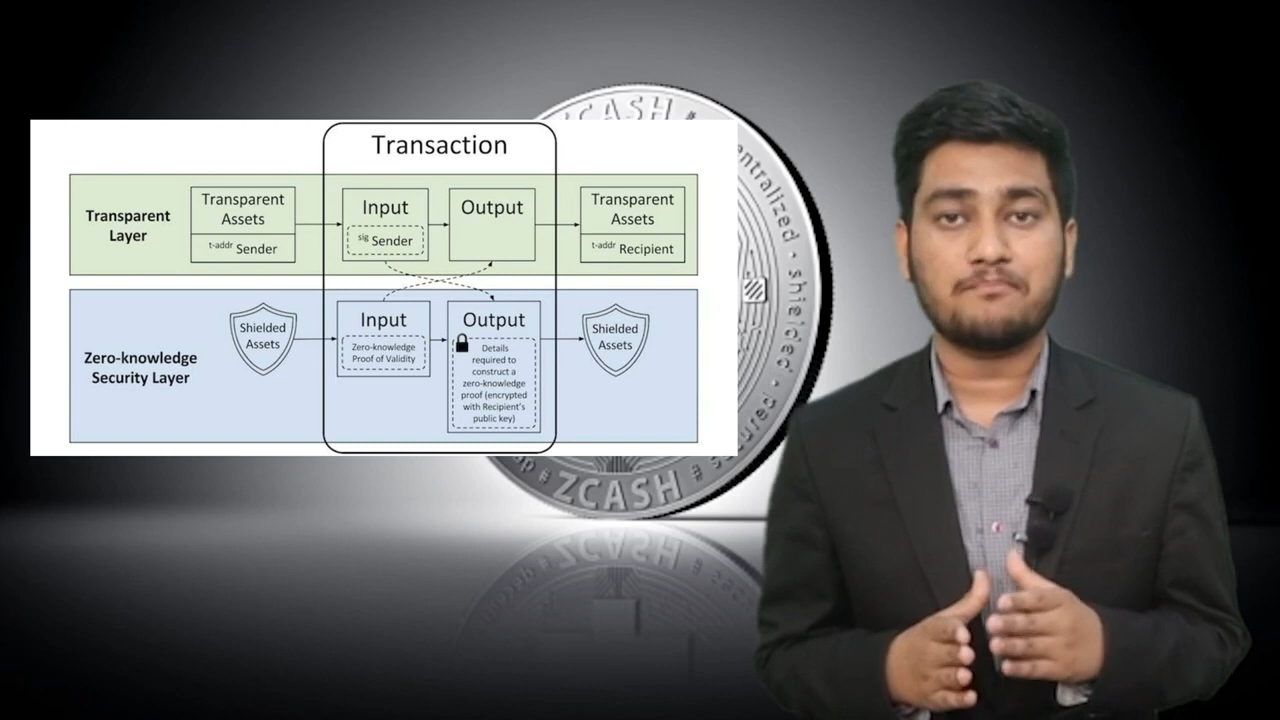 ZCASH #
Transaction
Transparent
Layer
Transparent
Assets
t-addr Sender
Input
sig Sender
Output
Transparent
Assets
t-addr Recipient
Zero-knowledge
Security Layer
Shielded
Assets
Input
Zero-knowledge
Proof of Validity
Output
Details
required to
construct a
zero-knowledge
proof (encrypted
with Recipient's
public key)
Shielded
Assets
entralized · shielded ·
# ZCASH #